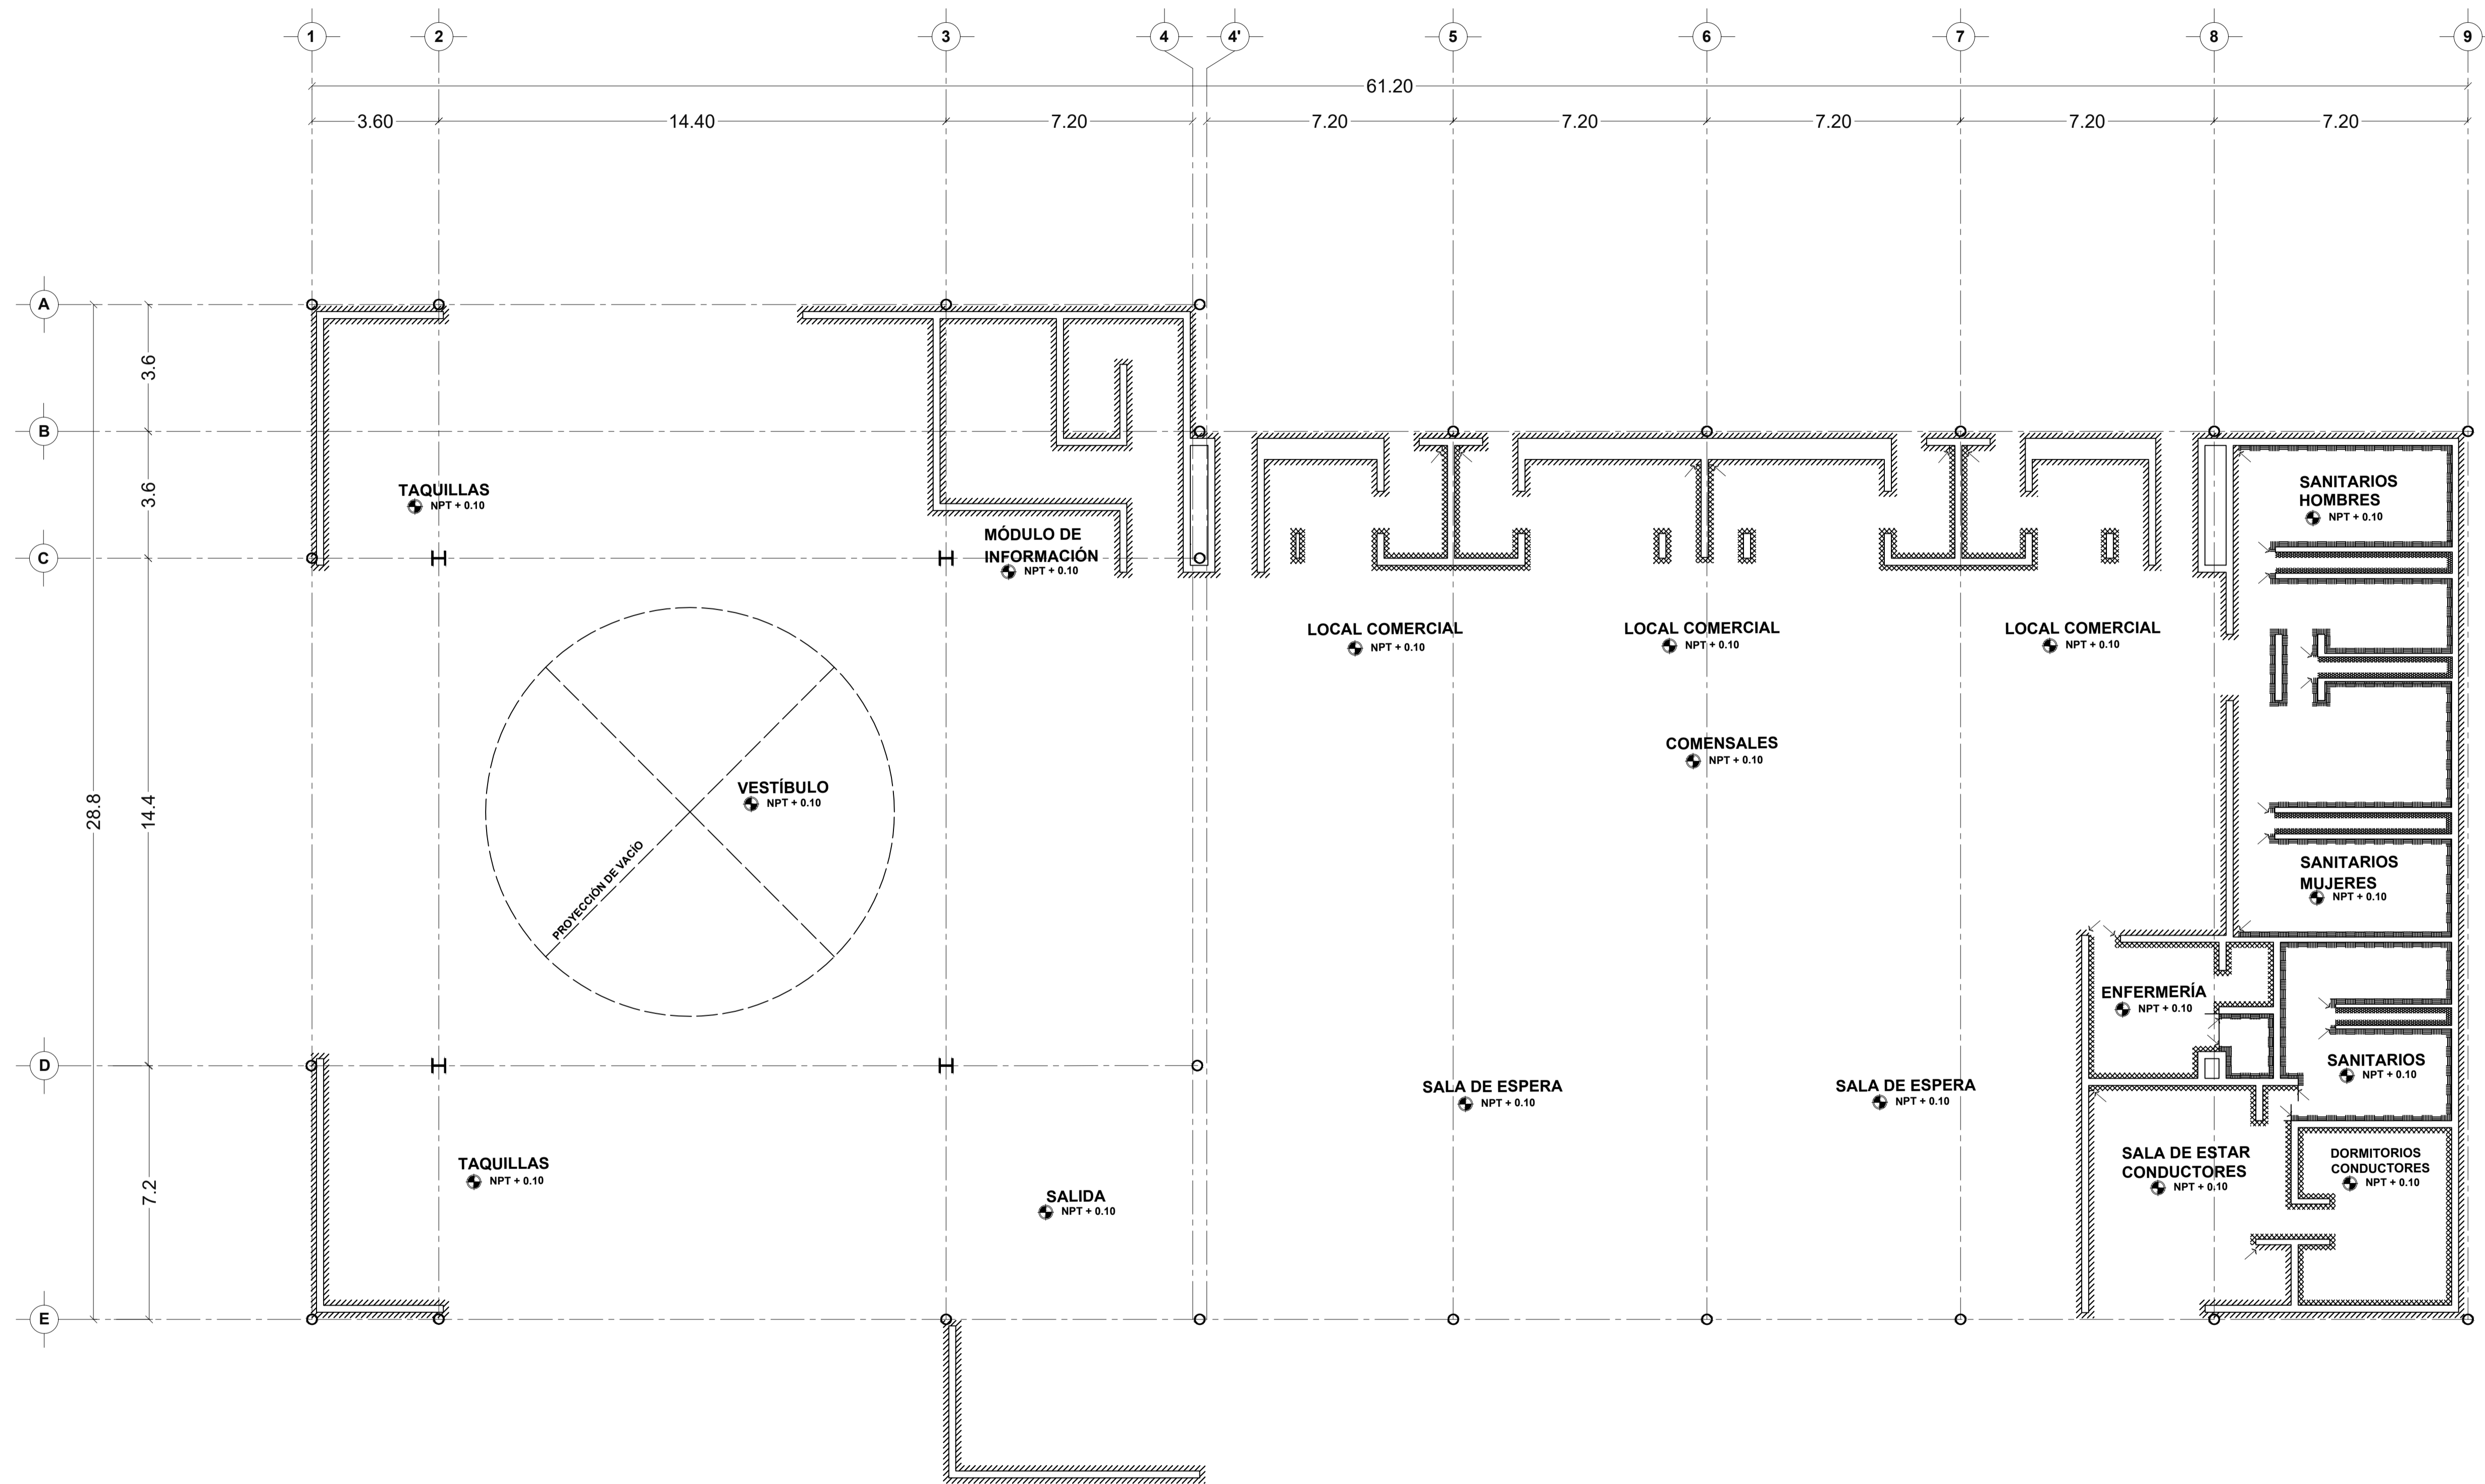 1 2 3 4 4' 5 6 7 8 9
61.20
3.60 14.40 7.20 7.20 7.20 7.20 7.20 7.20
A
B
C
D
E
28.8
3.6
3.6
14.4
7.2
TAQUILLAS
NPT + 0.10
MÓDULO DE
INFORMACIÓN
NPT + 0.10
SANITARIOS
HOMBRES
NPT + 0.10
LOCAL COMERCIAL
NPT + 0.10
LOCAL COMERCIAL
NPT + 0.10
LOCAL COMERCIAL
NPT + 0.10
COMENSALES
NPT + 0.10
VESTÍBULO
NPT + 0.10
PROYECCIÓN DE VACÍO
SANITARIOS
MUJERES
NPT + 0.10
ENFERMERÍA
NPT + 0.10
SANITARIOS
NPT + 0.10
SALA DE ESPERA
NPT + 0.10
SALA DE ESPERA
NPT + 0.10
TAQUILLAS
NPT + 0.10
SALIDA
NPT + 0.10
SALA DE ESTAR
CONDUCTORES
NPT + 0.10
DORMITORIOS
CONDUCTORES
NPT + 0.10